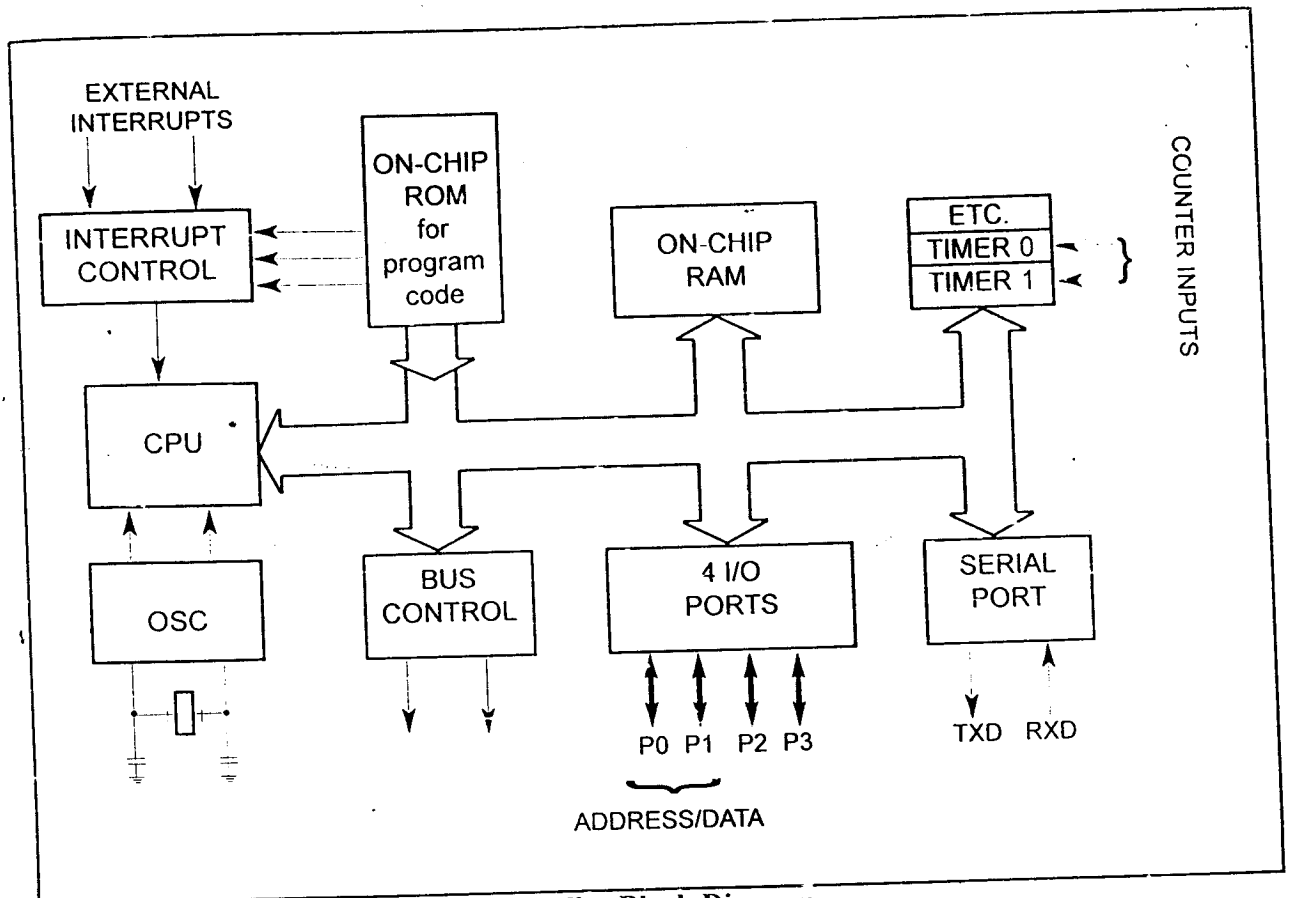 EXTERNAL
INTERRUPTS
INTERRUPT
CONTROL
ON-CHIP
ROM
for
program
code
ON-CHIP
RAM
ETC.
TIMER 0
TIMER 1
COUNTER INPUTS
CPU
OSC
BUS
CONTROL
4 I/O
PORTS
SERIAL
PORT
P0 P1 P2 P3
TXD RXD
ADDRESS/DATA